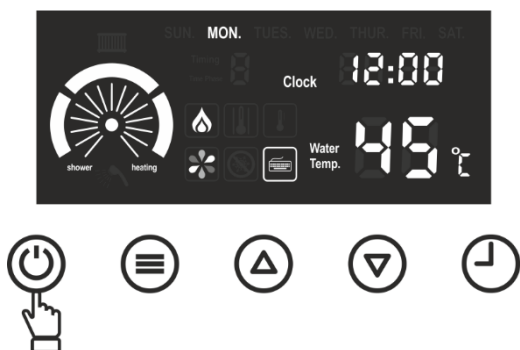 SUN. MON. TUES. WED. THUR. FRI. SAT.
Timing
Clock 12:00
shower heating
Water
Temp. 45 °C